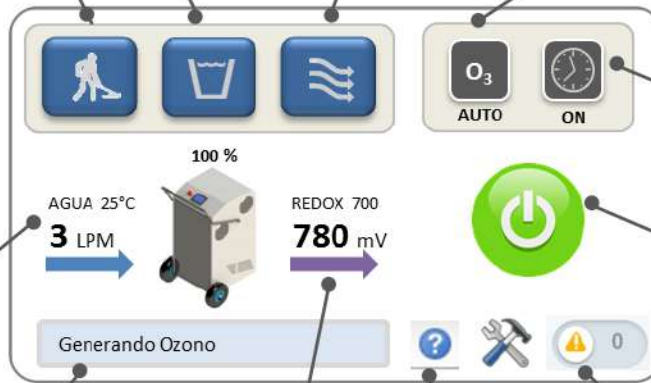 O₃
AUTO
ON
100 %
AGUA 25°C
3 LPM
REDOX 700
780 mV
Generando Ozono
?
0